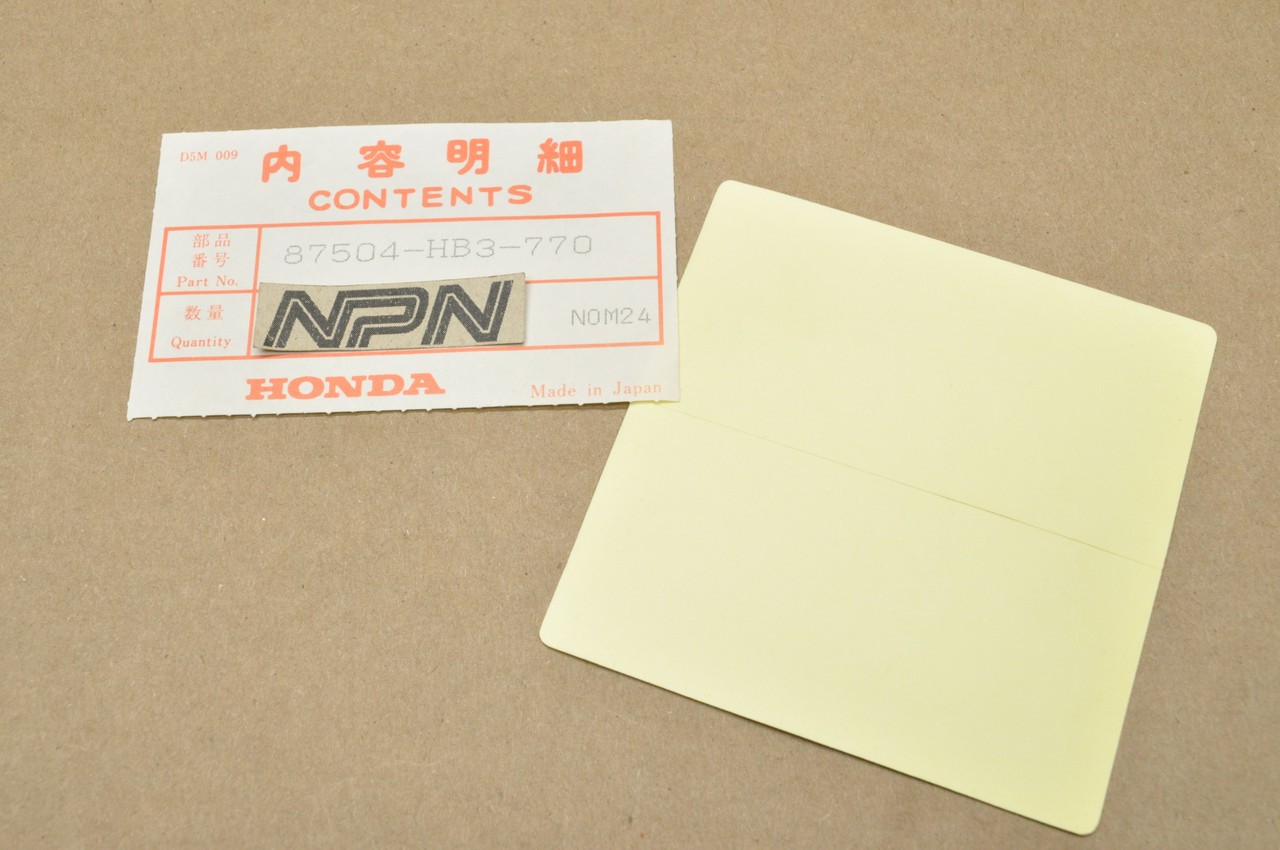 D5M 009
内容明細
CONTENTS
部品
番号
Part No.
87504-HB3-770
数量
Quantity
NPN
N0M24
HONDA
Made in Japan